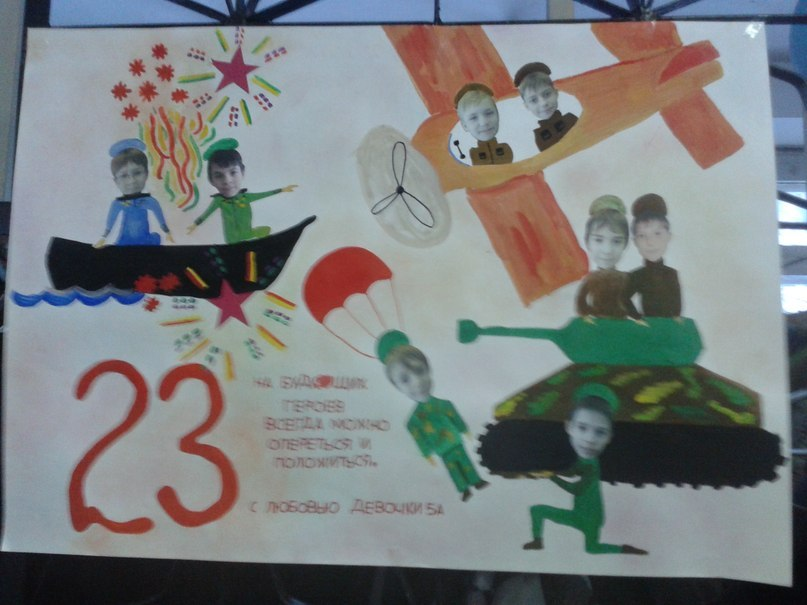 23
НА БУДУЩИХ
ГЕРОЕВ
ВСЕГДА МОЖНО
ОПЕРЕТЬСЯ И
ПОЛОЖИТЬСЯ.
С ЛЮБОВЬЮ ДЕВОЧКИ 5А